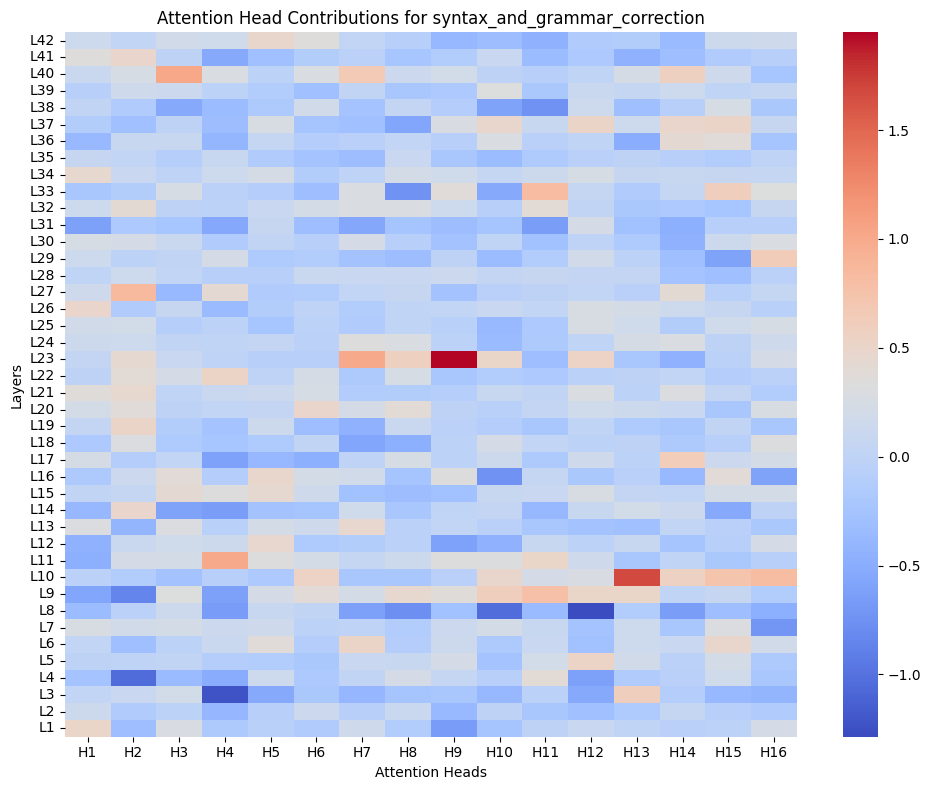 Attention Head Contributions for syntax_and_grammar_correction
Layers
L42
L41
L40
L39
L38
L37
L36
L35
L34
L33
L32
L31
L30
L29
L28
L27
L26
L25
L24
L23
L22
L21
L20
L19
L18
L17
L16
L15
L14
L13
L12
L11
L10
L9
L8
L7
L6
L5
L4
L3
L2
L1
H1 H2 H3 H4 H5 H6 H7 H8 H9 H10 H11 H12 H13 H14 H15 H16
Attention Heads
1.5
1.0
0.5
0.0
−0.5
−1.0